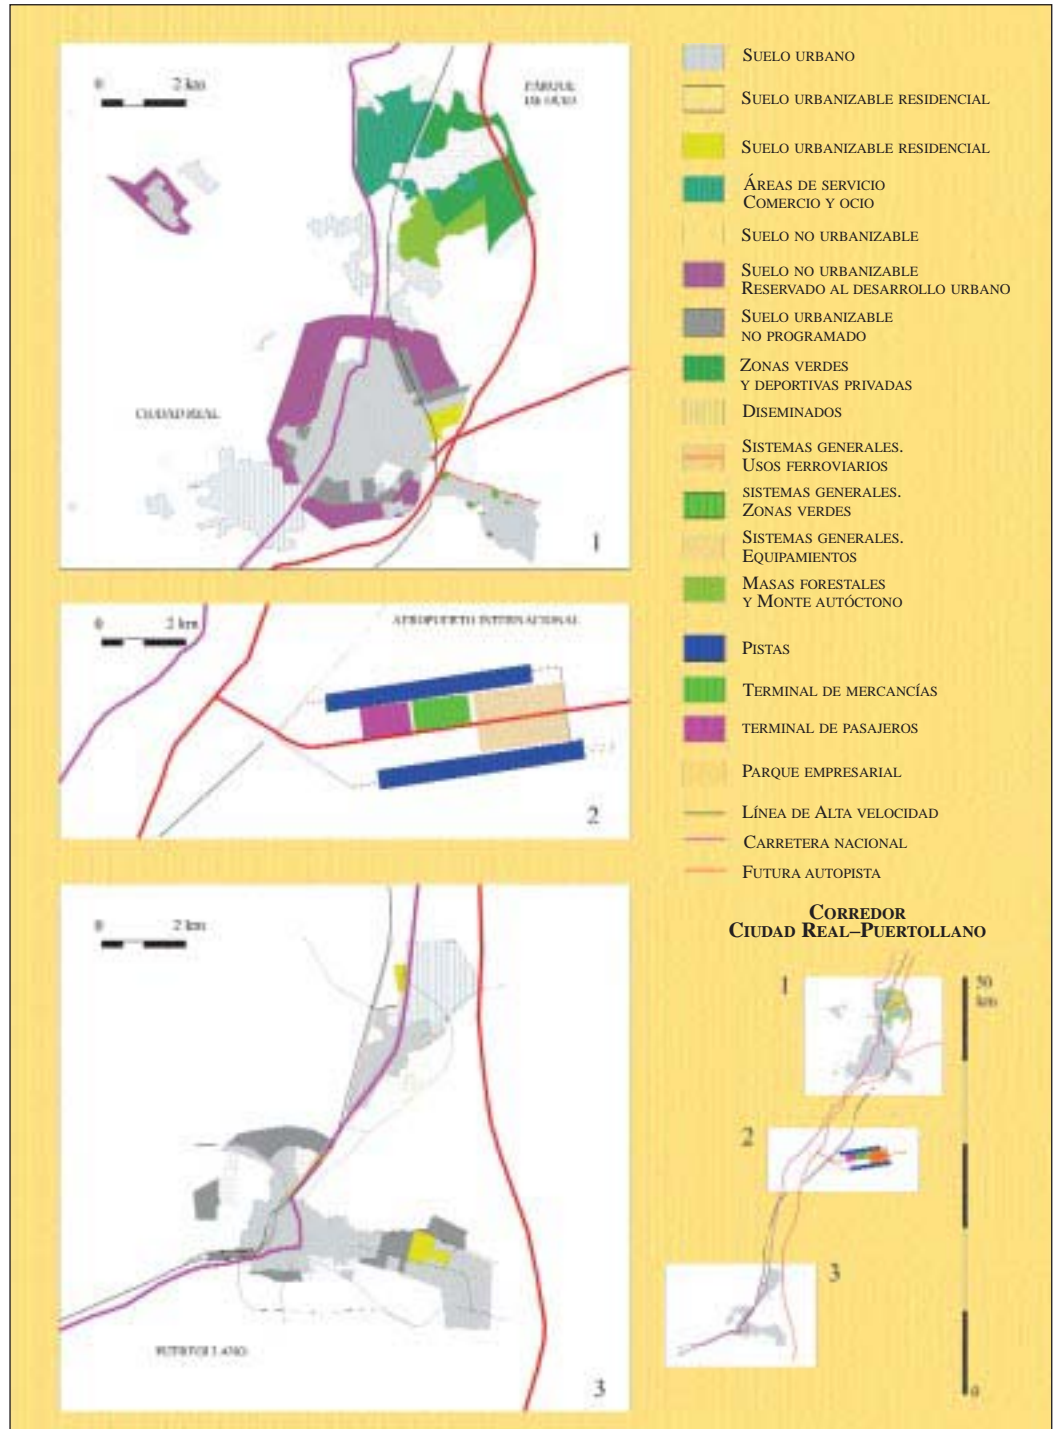 0 2 km
PARQUE
DE OCIO
CIUDAD REAL
1
0 2 km
AEROPUERTO INTERNACIONAL
2
0 2 km
PUERTOLLANO
3
SUELO URBANO
SUELO URBANIZABLE RESIDENCIAL
SUELO URBANIZABLE RESIDENCIAL
ÁREAS DE SERVICIO
COMERCIO Y OCIO
SUELO NO URBANIZABLE
SUELO NO URBANIZABLE
RESERVADO AL DESARROLLO URBANO
SUELO URBANIZABLE
NO PROGRAMADO
ZONAS VERDES
Y DEPORTIVAS PRIVADAS
DISEMINADOS
SISTEMAS GENERALES.
USOS FERROVIARIOS
SISTEMAS GENERALES.
ZONAS VERDES
SISTEMAS GENERALES.
EQUIPAMIENTOS
MASAS FORESTALES
Y MONTE AUTÓCTONO
PISTAS
TERMINAL DE MERCANCÍAS
TERMINAL DE PASAJEROS
PARQUE EMPRESARIAL
LÍNEA DE ALTA VELOCIDAD
CARRETERA NACIONAL
FUTURA AUTOPISTA
CORREDOR
CIUDAD REAL–PUERTOLLANO
1
50
km
2
3
0